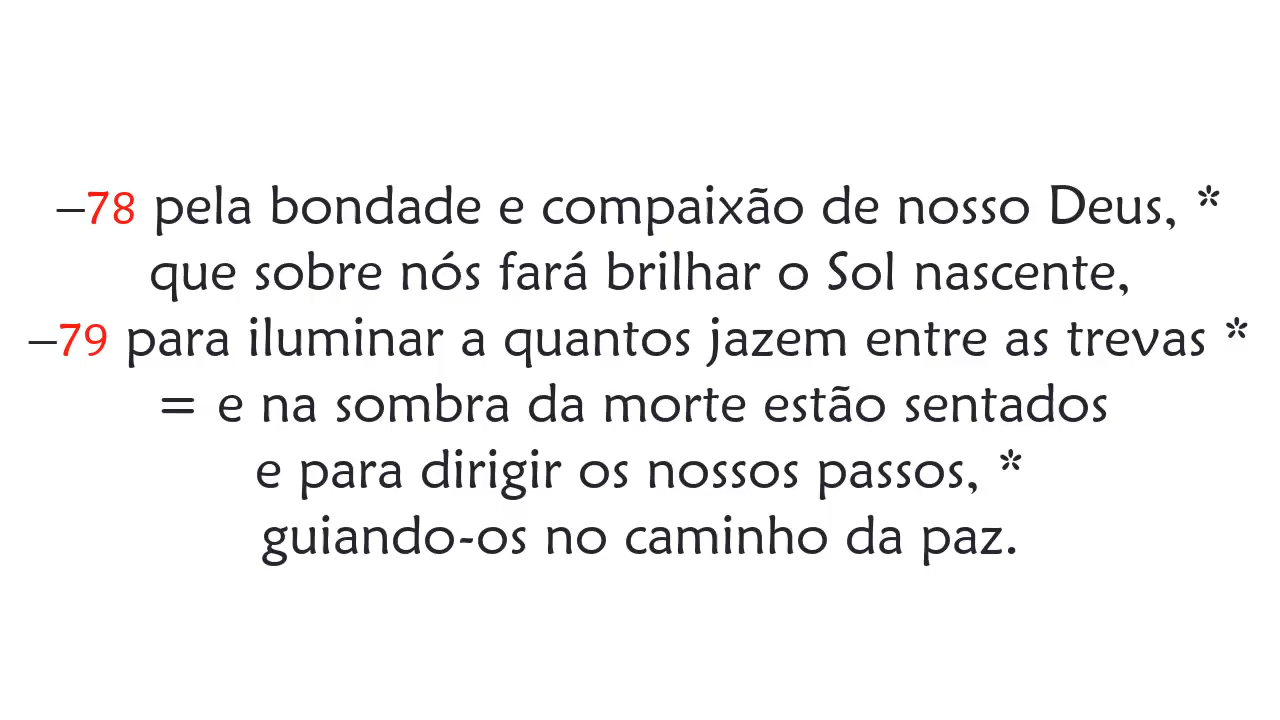 –78 pela bondade e compaixão de nosso Deus, *
que sobre nós fará brilhar o Sol nascente,
–79 para iluminar a quantos jazem entre as trevas *
= e na sombra da morte estão sentados
e para dirigir os nossos passos, *
guiando-os no caminho da paz.